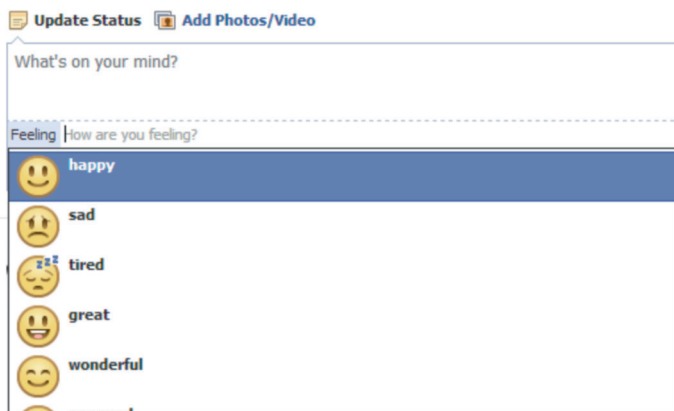 Update Status Add Photos/Video
What's on your mind?
Feeling How are you feeling?
happy
sad
zzz
tired
great
wonderful